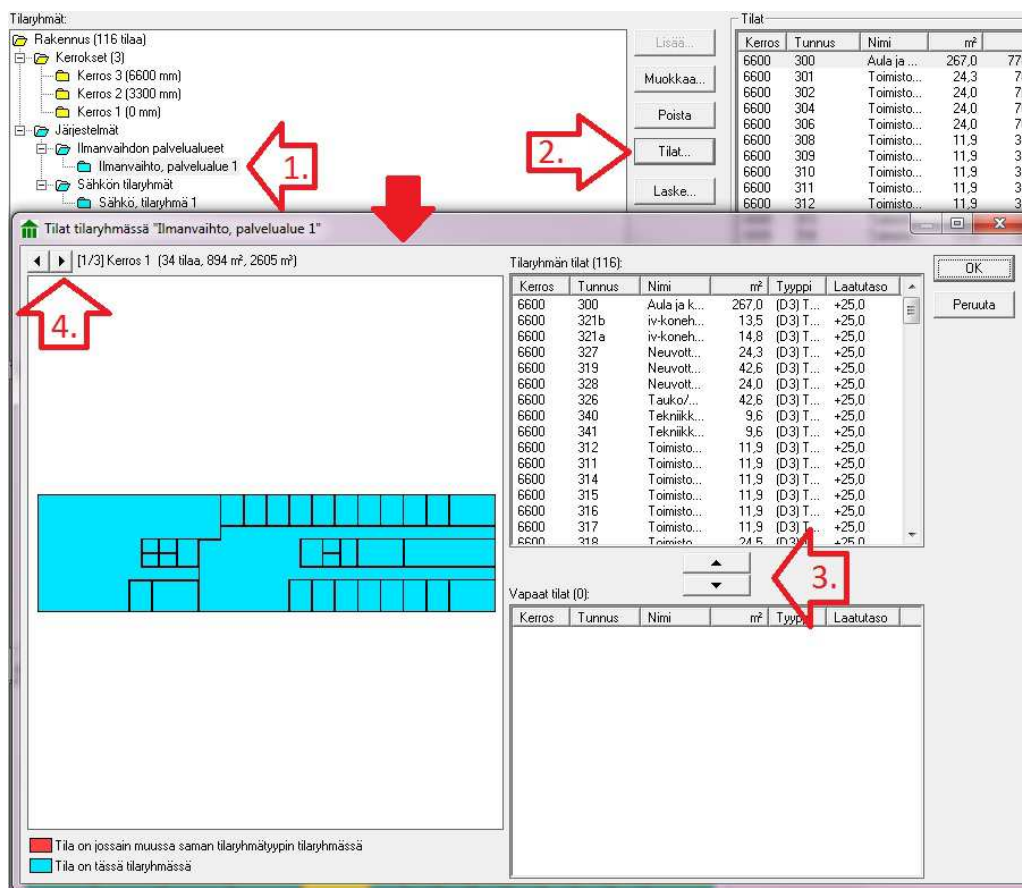 Tilaryhmät:
Rakennus (116 tilaa)
Kerrokset (3)
Kerros 3 (6600 mm)
Kerros 2 (3300 mm)
Kerros 1 (0 mm)
Järjestelmät
Ilmanvaihdon palvelualueet
Ilmanvaihto, palvelualue 1
Sähkön tilaryhmät
Sähkö, tilaryhmä 1
1.
2.
Lisää...
Muokkaa...
Poista
Tilat...
Laske...
Tilat
Kerros Tunnus Nimi m²
6600 300 Aula ja ... 267,0
6600 301 Toimisto... 24,3
6600 302 Toimisto... 24,0
6600 304 Toimisto... 24,0
6600 306 Toimisto... 24,0
6600 308 Toimisto... 11,9
6600 309 Toimisto... 11,9
6600 310 Toimisto... 11,9
6600 311 Toimisto... 11,9
6600 312 Toimisto... 11,9
Tilat tilaryhmässä "Ilmanvaihto, palvelualue 1"
[1/3] Kerros 1 (34 tilaa, 894 m², 2605 m³)
4.
Tilaryhmän tilat (116):
Kerros Tunnus Nimi m² Tyyppi Laatutaso
6600 300 Aula ja k... 267,0 (D3) T... +25,0
6600 321b iv-koneh... 13,5 (D3) T... +25,0
6600 321a iv-koneh... 14,8 (D3) T... +25,0
6600 327 Neuvott... 24,3 (D3) T... +25,0
6600 319 Neuvott... 42,6 (D3) T... +25,0
6600 328 Neuvott... 24,0 (D3) T... +25,0
6600 326 Tauko/... 42,6 (D3) T... +25,0
6600 340 Tekniikk... 9,6 (D3) T... +25,0
6600 341 Tekniikk... 9,6 (D3) T... +25,0
6600 312 Toimisto... 11,9 (D3) T... +25,0
6600 311 Toimisto... 11,9 (D3) T... +25,0
6600 314 Toimisto... 11,9 (D3) T... +25,0
6600 315 Toimisto... 11,9 (D3) T... +25,0
6600 316 Toimisto... 11,9 (D3) T... +25,0
6600 317 Toimisto... 11,9 (D3) T... +25,0
6600 318 Toimisto... 24,5 (D3) +25,0
3.
OK
Peruuta
Vapaat tilat (0):
Kerros Tunnus Nimi m² Tyyppi Laatutaso
Tila on jossain muussa saman tilaryhmätyypin tilaryhmässä
Tila on tässä tilaryhmässä